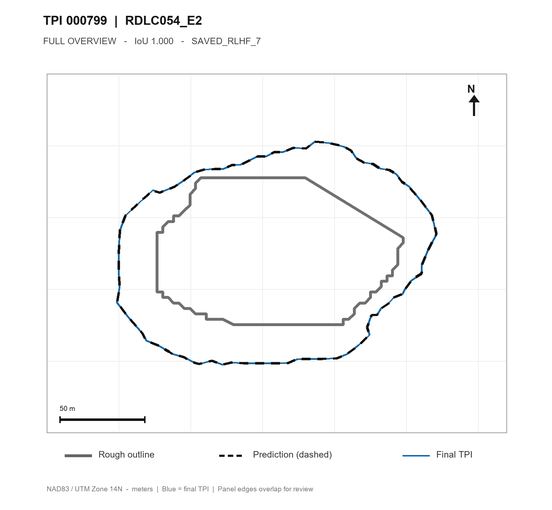 TPI 000799 | RDLC054_E2
FULL OVERVIEW - IoU 1.000 - SAVED_RLHF_7
N
50 m
Rough outline
Prediction (dashed)
Final TPI
NAD83 / UTM Zone 14N - meters | Blue = final TPI | Panel edges overlap for review